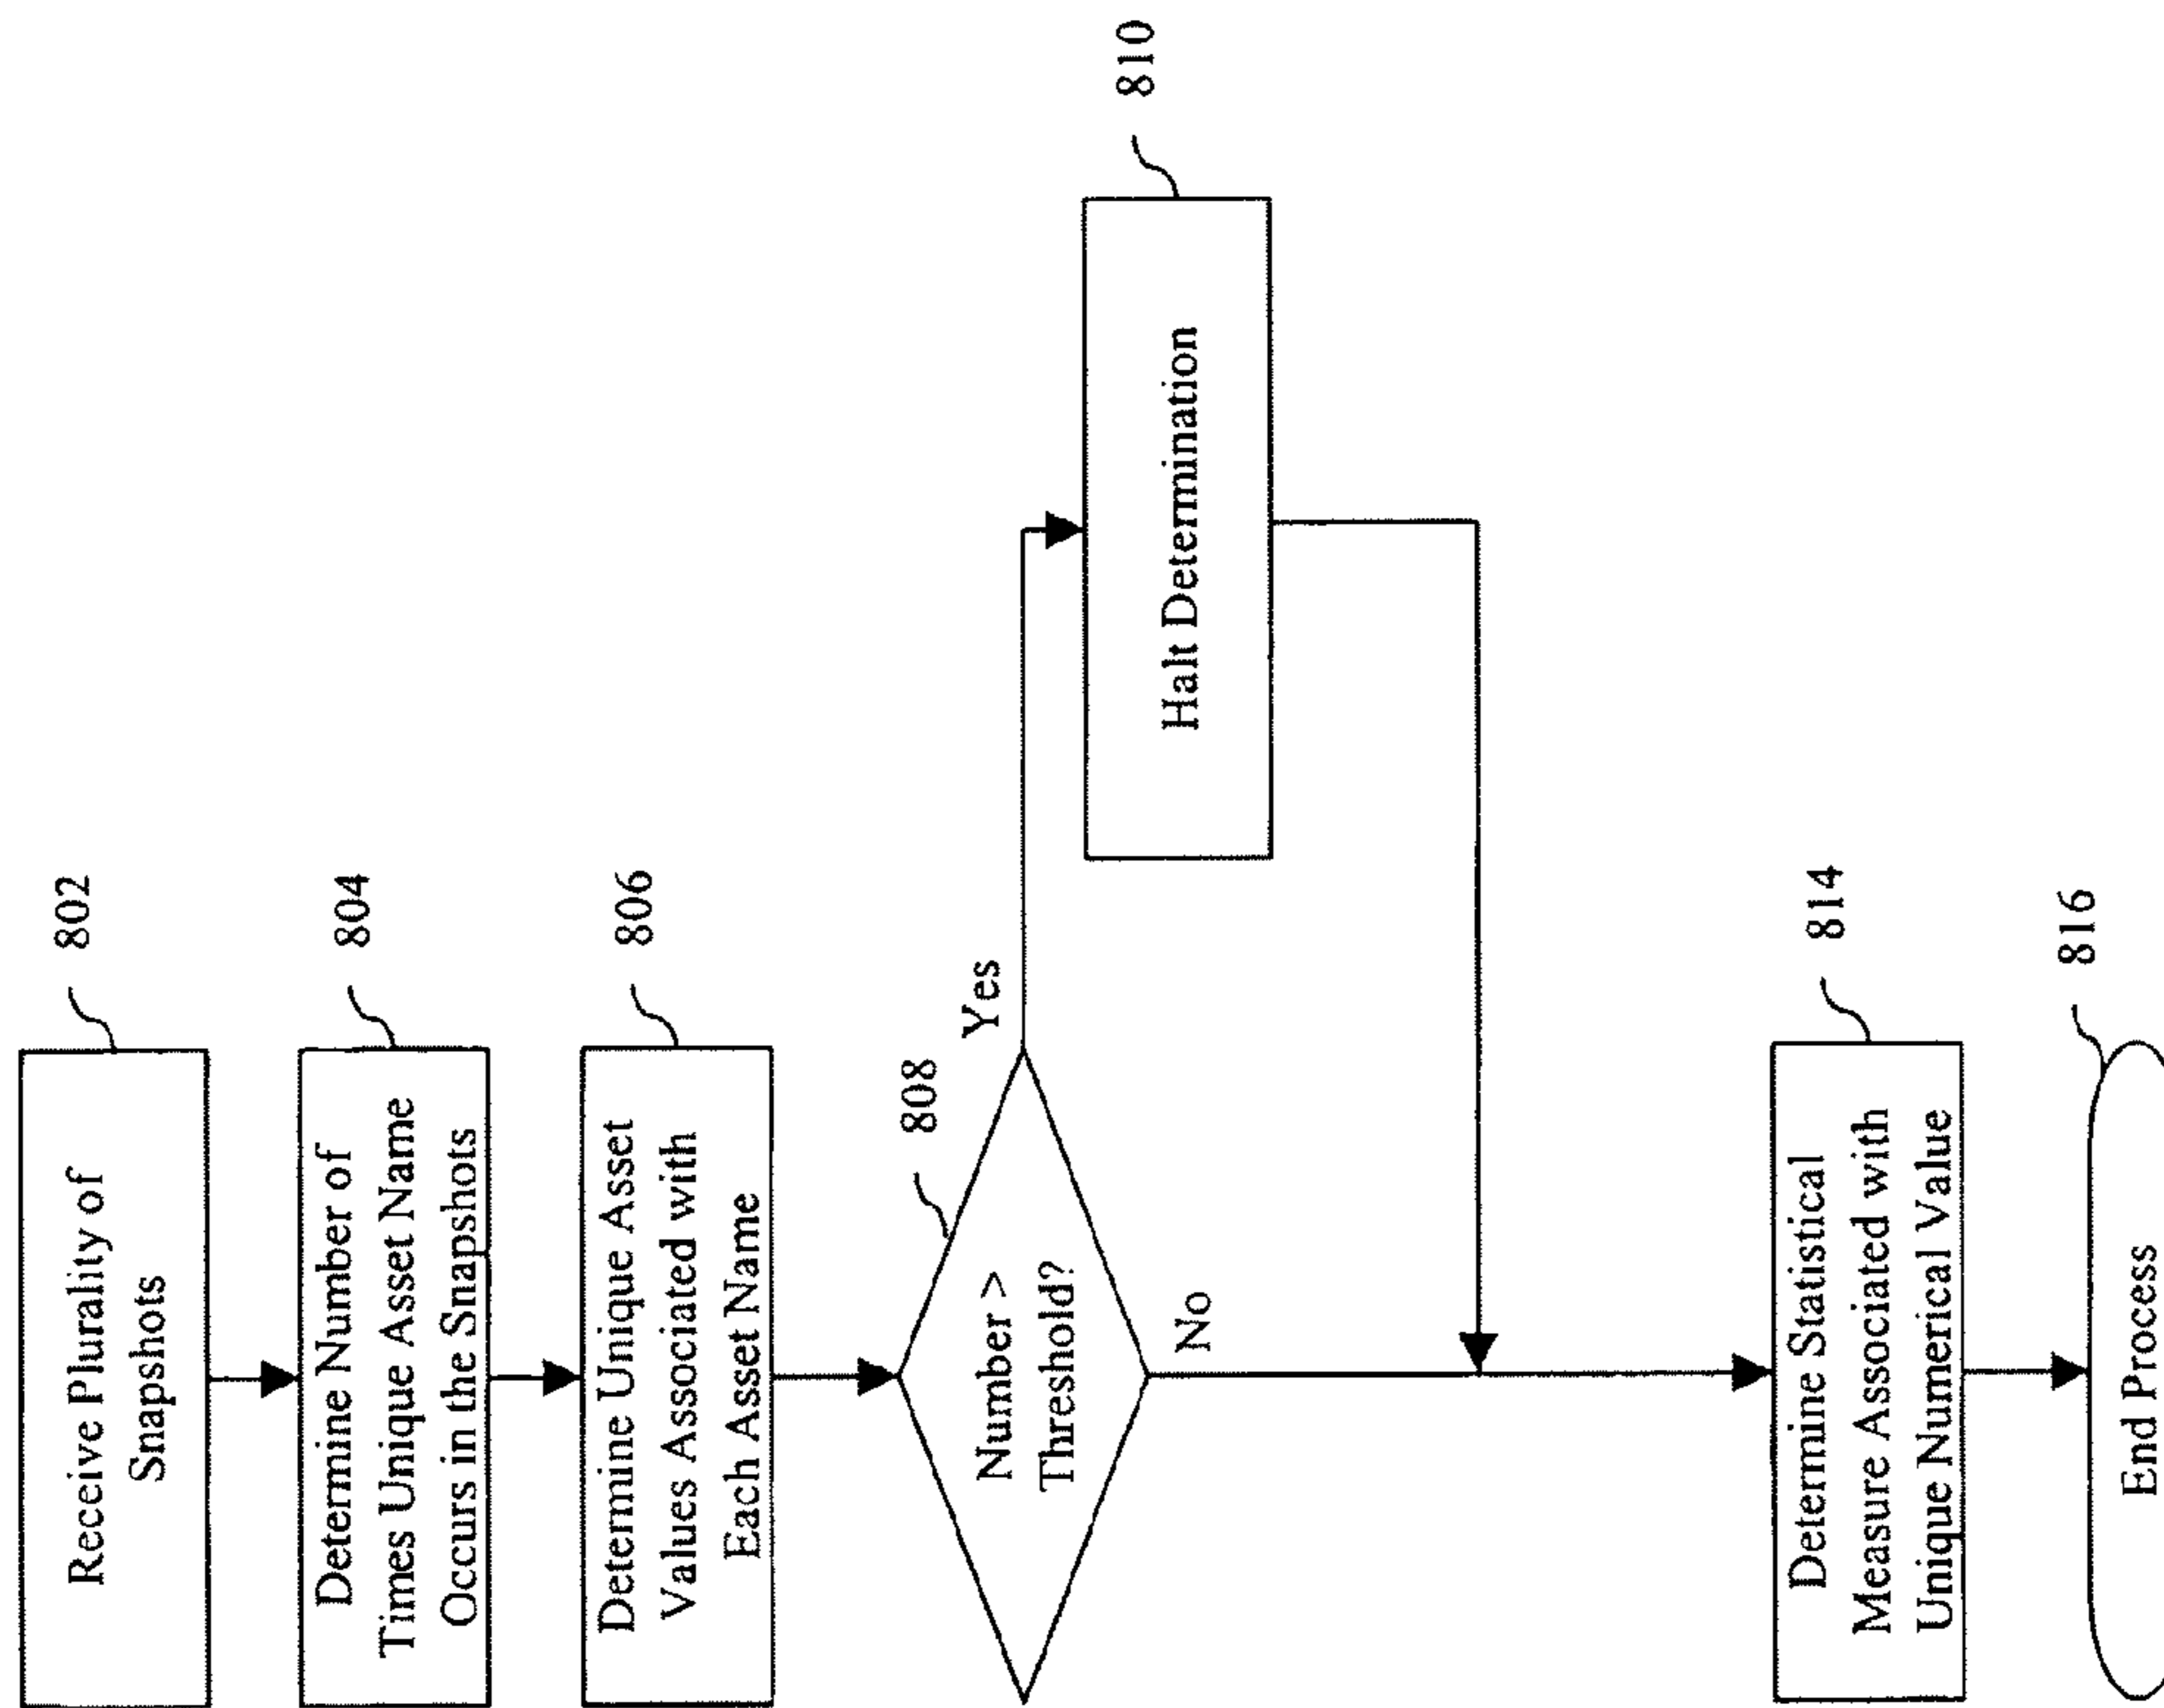 Receive Plurality of
Snapshots
802
Determine Number of
Times Unique Asset Name
Occurs in the Snapshots
804
Determine Unique Asset
Values Associated with
Each Asset Name
806
808
Number >
Threshold?
Yes
No
Halt Determination
810
Determine Statistical
Measure Associated with
Unique Numerical Value
814
End Process
816